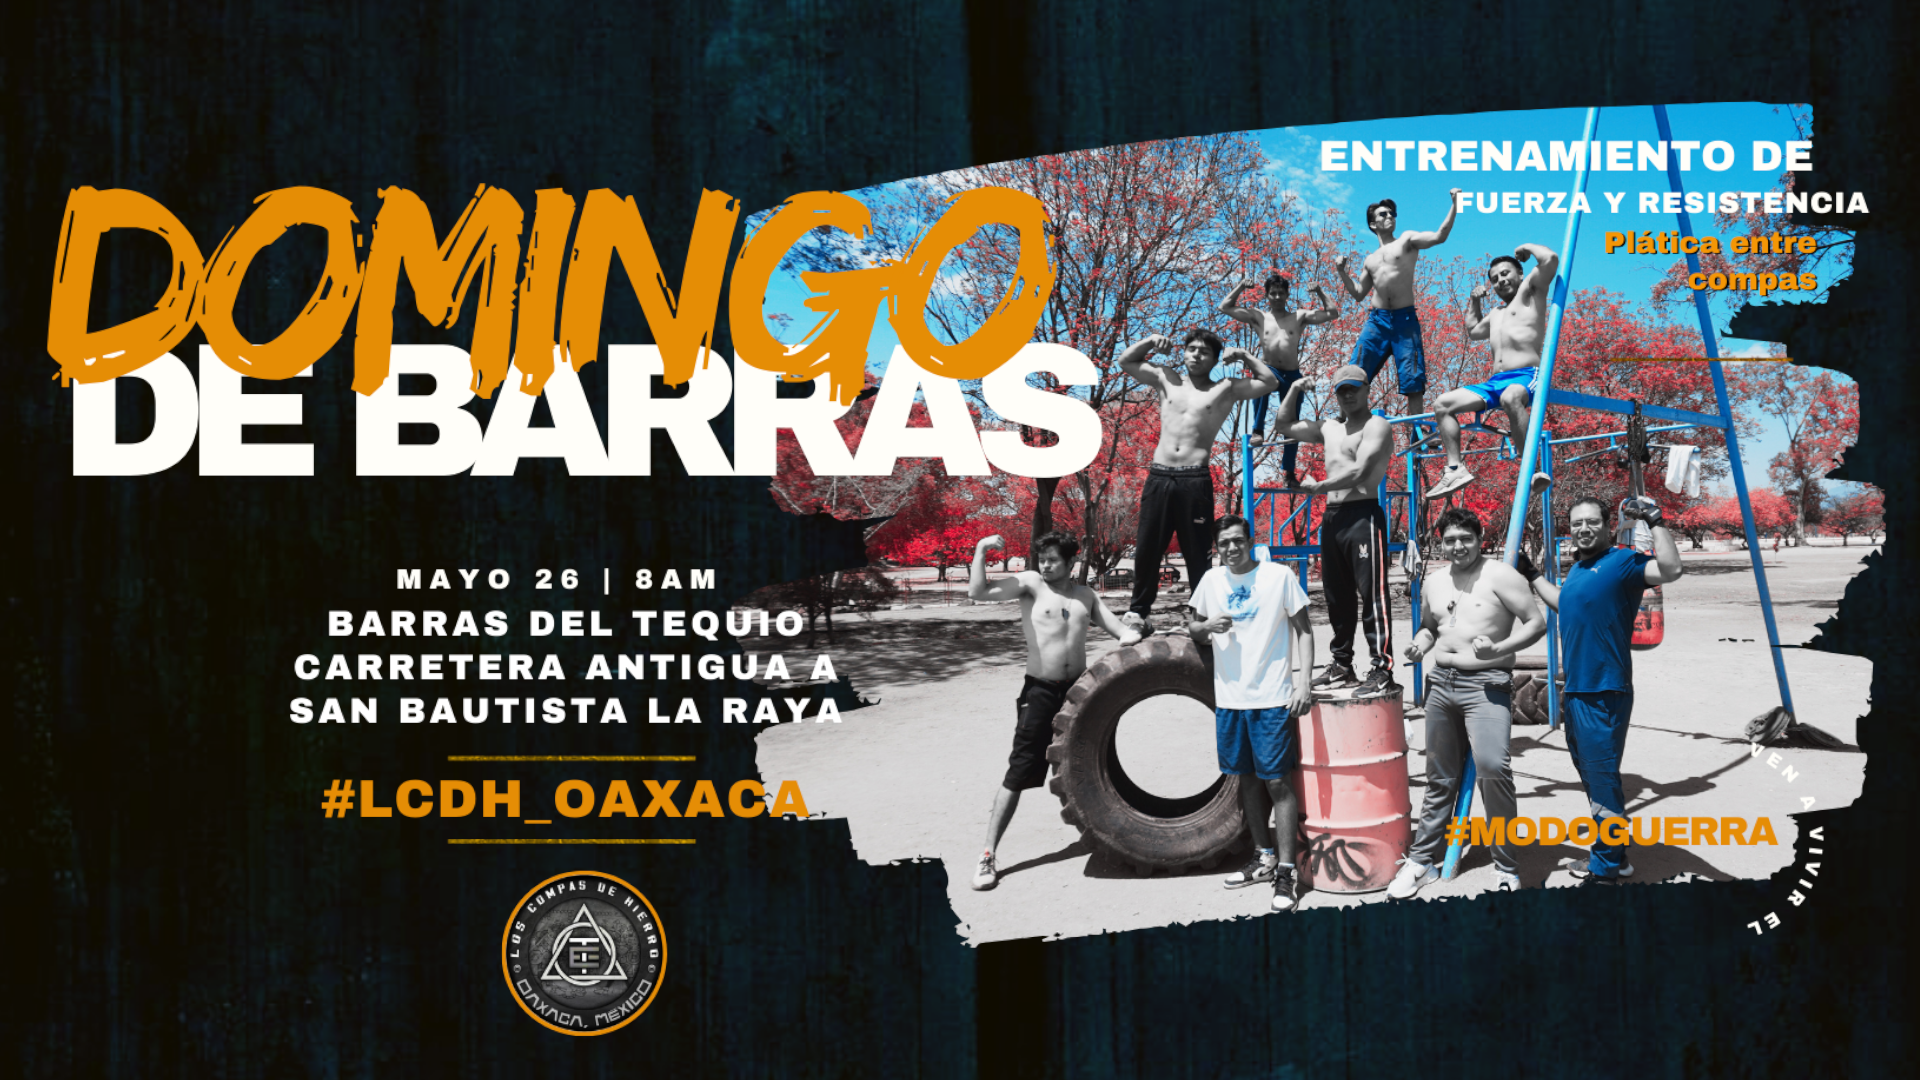 DOMINGO
DE BARRAS
MAYO 26 | 8AM
BARRAS DEL TEQUIO
CARRETERA ANTIGUA A
SAN BAUTISTA LA RAYA
#LCDH_OAXACA
LOS COMPAS DE HIERRO
OAXACA, MÉXICO
ENTRENAMIENTO DE
FUERZA Y RESISTENCIA
Plática entre
compas
VEN A VIVIR EL
#MODOGUERRA